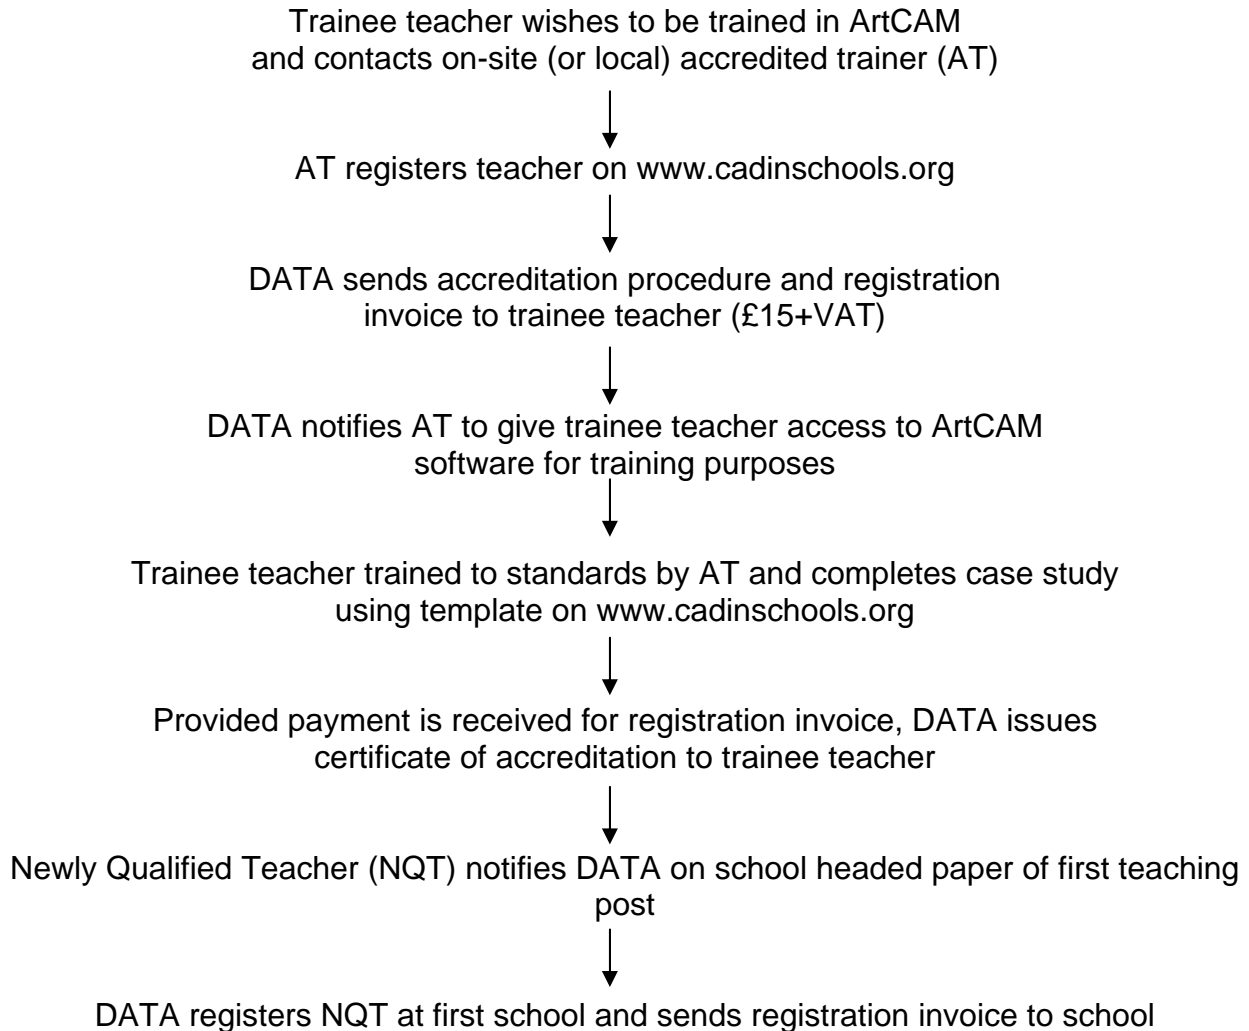 Trainee teacher wishes to be trained in ArtCAM
and contacts on-site (or local) accredited trainer (AT)
AT registers teacher on www.cadinschools.org
DATA sends accreditation procedure and registration
invoice to trainee teacher (£15+VAT)
DATA notifies AT to give trainee teacher access to ArtCAM
software for training purposes
Trainee teacher trained to standards by AT and completes case study
using template on www.cadinschools.org
Provided payment is received for registration invoice, DATA issues
certificate of accreditation to trainee teacher
Newly Qualified Teacher (NQT) notifies DATA on school headed paper of first teaching
post
DATA registers NQT at first school and sends registration invoice to school